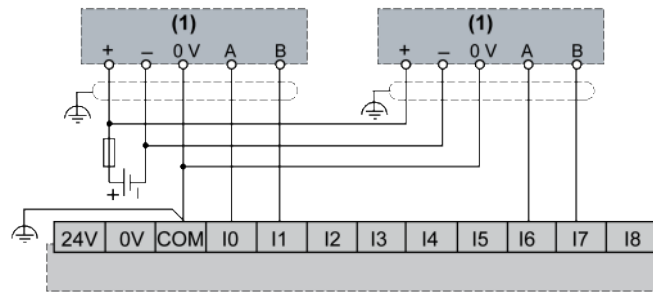 (1) (1)
+ – 0 V A B + – 0 V A B
+
24V 0V COM I0 I1 I2 I3 I4 I5 I6 I7 I8